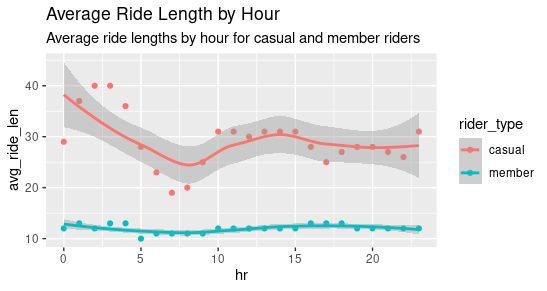 Average Ride Length by Hour
Average ride lengths by hour for casual and member riders
avg_ride_len
40
30
20
10
0
5
10
15
20
hr
rider_type
casual
member